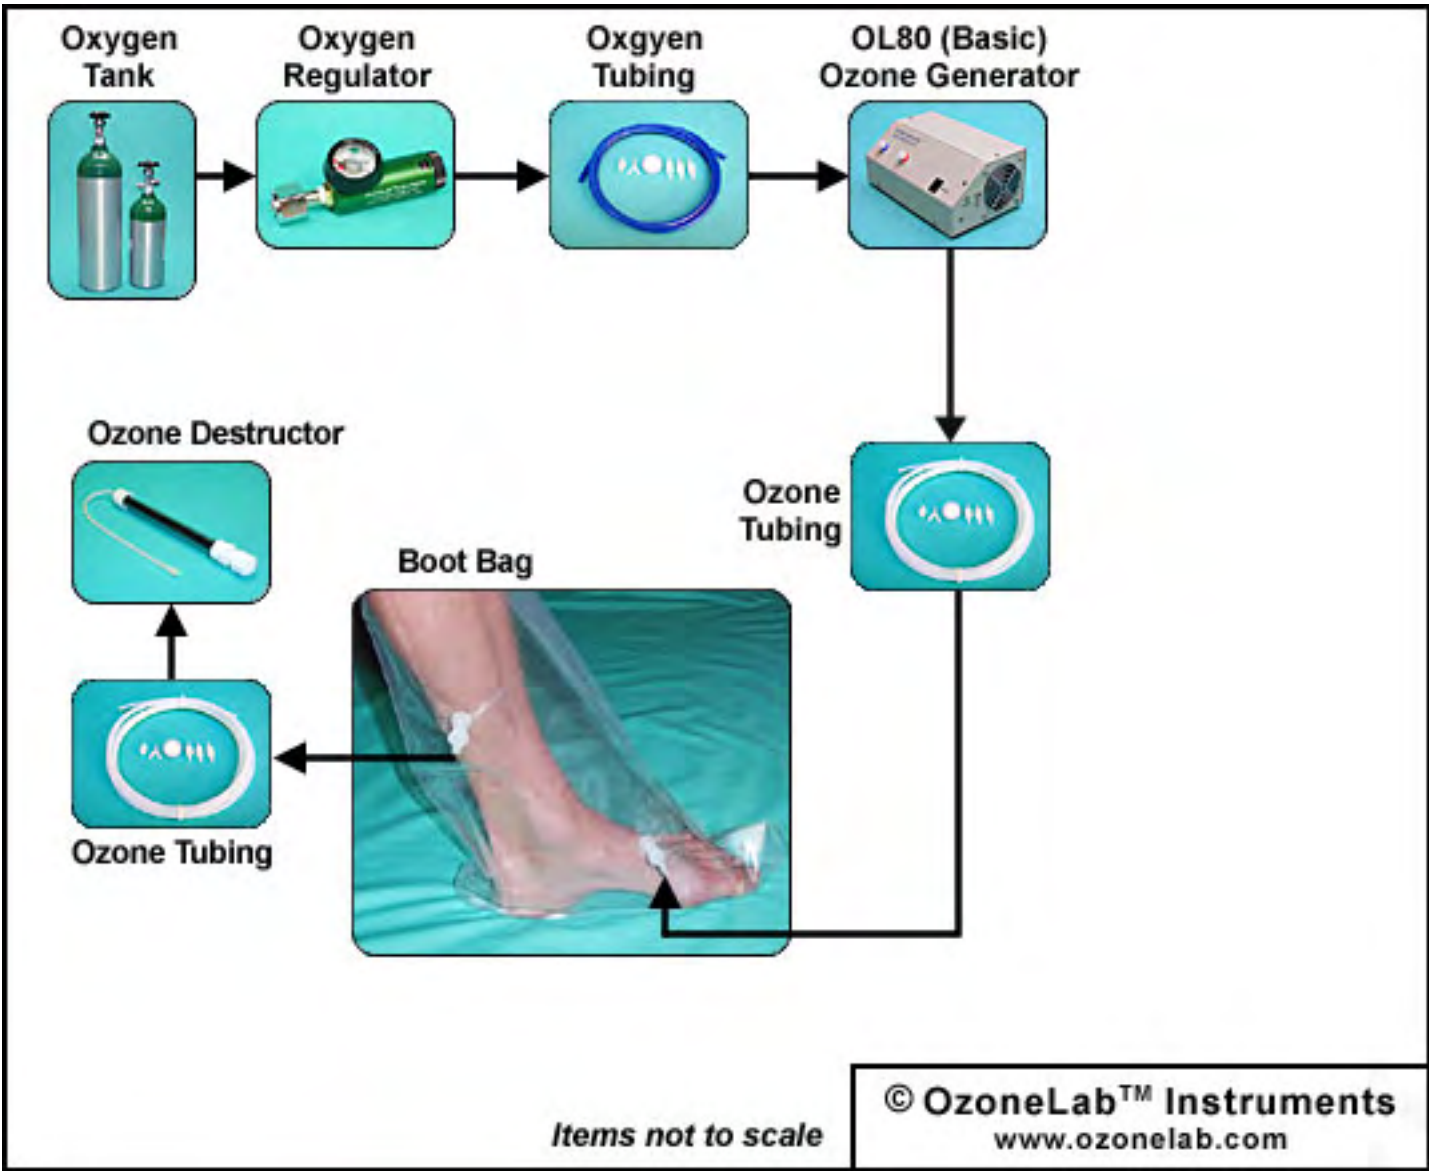 Oxygen
Tank
Oxygen
Regulator
Oxgyen
Tubing
OL80 (Basic)
Ozone Generator
Ozone Destructor
Ozone
Tubing
Boot Bag
Ozone Tubing
Items not to scale
© OzoneLab™ Instruments
www.ozonelab.com